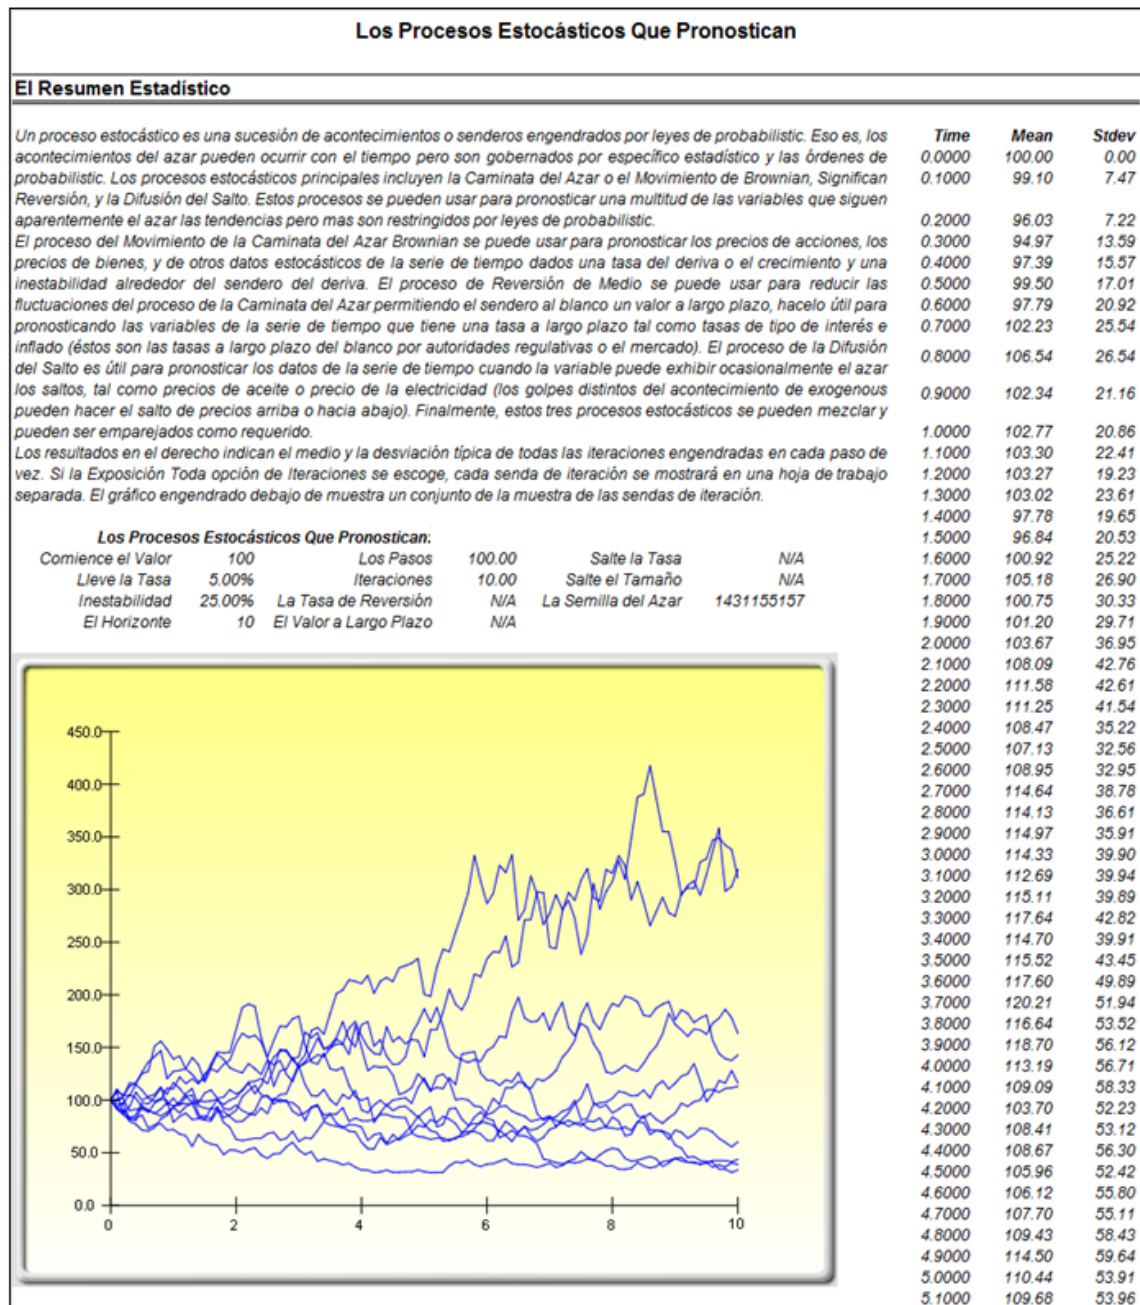 Los Procesos Estocásticos Que Pronostican
El Resumen Estadístico
Un proceso estocástico es una sucesión de acontecimientos o senderos engendrados por leyes de probabilistic. Eso es, los
acontecimientos del azar pueden ocurrir con el tiempo pero son gobernados por específico estadístico y las órdenes de
probabilistic. Los procesos estocásticos principales incluyen la Caminata del Azar o el Movimiento de Brownian, Significan
Reversión, y la Difusión del Salto. Estos procesos se pueden usar para pronosticar una multitud de las variables que siguen
aparentemente el azar las tendencias pero mas son restringidos por leyes de probabilistic.
El proceso del Movimiento de la Caminata del Azar Brownian se puede usar para pronosticar los precios de acciones, los
precios de bienes, y de otros datos estocásticos de la serie de tiempo dados una tasa del deriva o el crecimiento y una
inestabilidad alrededor del sendero del deriva. El proceso de Reversión de Medio se puede usar para reducir las
fluctuaciones del proceso de la Caminata del Azar permitiendo el sendero al blanco un valor a largo plazo, hacelo útil para
pronosticando las variables de la serie de tiempo que tiene una tasa a largo plazo tal como tasas de tipo de interés e
inflado (éstos son las tasas a largo plazo del blanco por autoridades regulativas o el mercado). El proceso de la Difusión
del Salto es útil para pronosticar los datos de la serie de tiempo cuando la variable puede exhibir ocasionalmente el azar
los saltos, tal como precios de aceite o precio de la electricidad (los golpes distintos del acontecimiento de exogenous
pueden hacer el salto de precios arriba o hacia abajo). Finalmente, estos tres procesos estocásticos se pueden mezclar y
pueden ser emparejados como requerido.
Los resultados en el derecho indican el medio y la desviación típica de todas las iteraciones engendradas en cada paso de
vez. Si la Exposición Toda opción de Iteraciones se escoge, cada senda de iteración se mostrará en una hoja de trabajo
separada. El gráfico engendrado debajo de muestra un conjunto de la muestra de las sendas de iteración.
Los Procesos Estocásticos Que Pronostican:
Comience el Valor 100 Los Pasos 100.00 Salte la Tasa N/A
Lleve la Tasa 5.00% Iteraciones 10.00 Salte el Tamaño N/A
Inestabilidad 25.00% La Tasa de Reversión N/A La Semilla del Azar 1431155157
El Horizonte 10 El Valor a Largo Plazo N/A
450.0
400.0
350.0
300.0
250.0
200.0
150.0
100.0
50.0
0.0
0 2 4 6 8 10
Time Mean Stdev
0.0000 100.00 0.00
0.1000 99.10 7.47
0.2000 96.03 7.22
0.3000 94.97 13.59
0.4000 97.39 15.57
0.5000 99.50 17.01
0.6000 97.79 20.92
0.7000 102.23 25.54
0.8000 106.54 26.54
0.9000 102.34 21.16
1.0000 102.77 20.86
1.1000 103.30 22.41
1.2000 103.27 19.23
1.3000 103.02 23.61
1.4000 97.78 19.65
1.5000 96.84 20.53
1.6000 100.92 25.22
1.7000 105.18 26.90
1.8000 100.75 30.33
1.9000 101.20 29.71
2.0000 103.67 36.95
2.1000 108.09 42.76
2.2000 111.58 42.61
2.3000 111.25 41.54
2.4000 108.47 35.22
2.5000 107.13 32.56
2.6000 108.95 32.95
2.7000 114.64 38.78
2.8000 114.13 36.61
2.9000 114.97 35.91
3.0000 114.33 39.90
3.1000 112.69 39.94
3.2000 115.11 39.89
3.3000 117.64 42.82
3.4000 114.70 39.91
3.5000 115.52 43.45
3.6000 117.60 49.89
3.7000 120.21 51.94
3.8000 116.64 53.52
3.9000 118.70 56.12
4.0000 113.19 56.71
4.1000 109.09 58.33
4.2000 103.70 52.23
4.3000 108.41 53.12
4.4000 108.67 56.30
4.5000 105.96 52.42
4.6000 106.12 55.80
4.7000 107.70 55.11
4.8000 109.43 58.43
4.9000 114.50 59.64
5.0000 110.44 53.91
5.1000 109.68 53.96